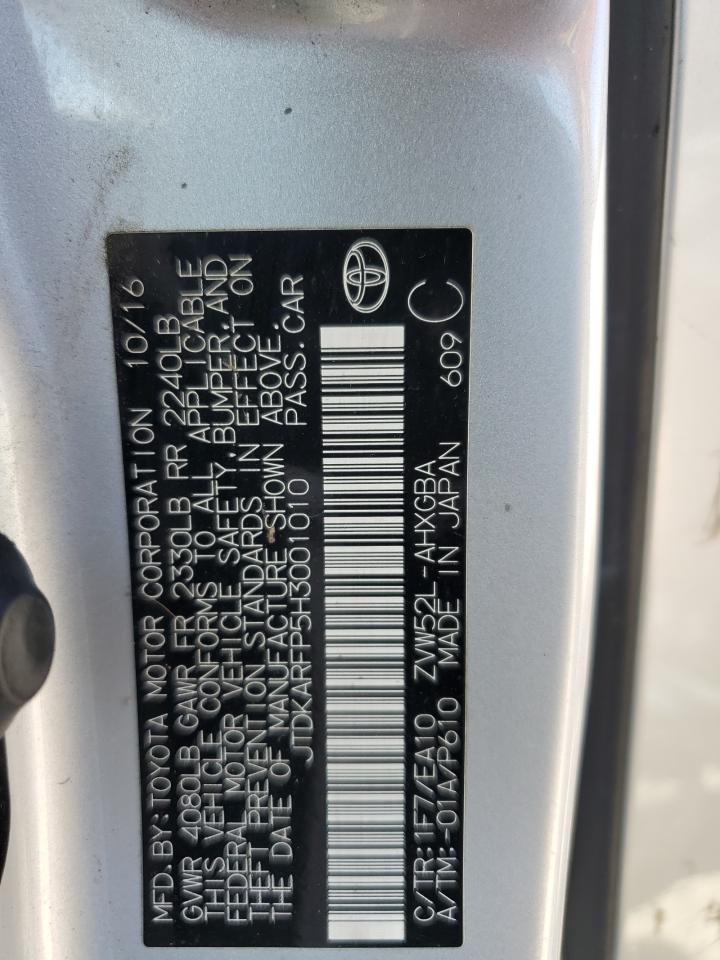 MFD.BY:TOYOTA MOTOR CORPORATION 10/16
GVWR 4080LB GAWR FR 2330LB RR 2240LB
THIS VEHICLE CONFORMS TO ALL APPLICABLE
FEDERAL MOTOR VEHICLE SAFETY,BUMPER,AND
THEFT PREVENTION STANDARDS IN EFFECT ON
THE DATE OF MANUFACTURE SHOWN ABOVE.
JTDKARFP5H3001010 PASS.CAR
C/TR:1F7/EA10 ZVW52L-AHXGBA
A/TM:-01A/P610 MADE IN JAPAN 609 C